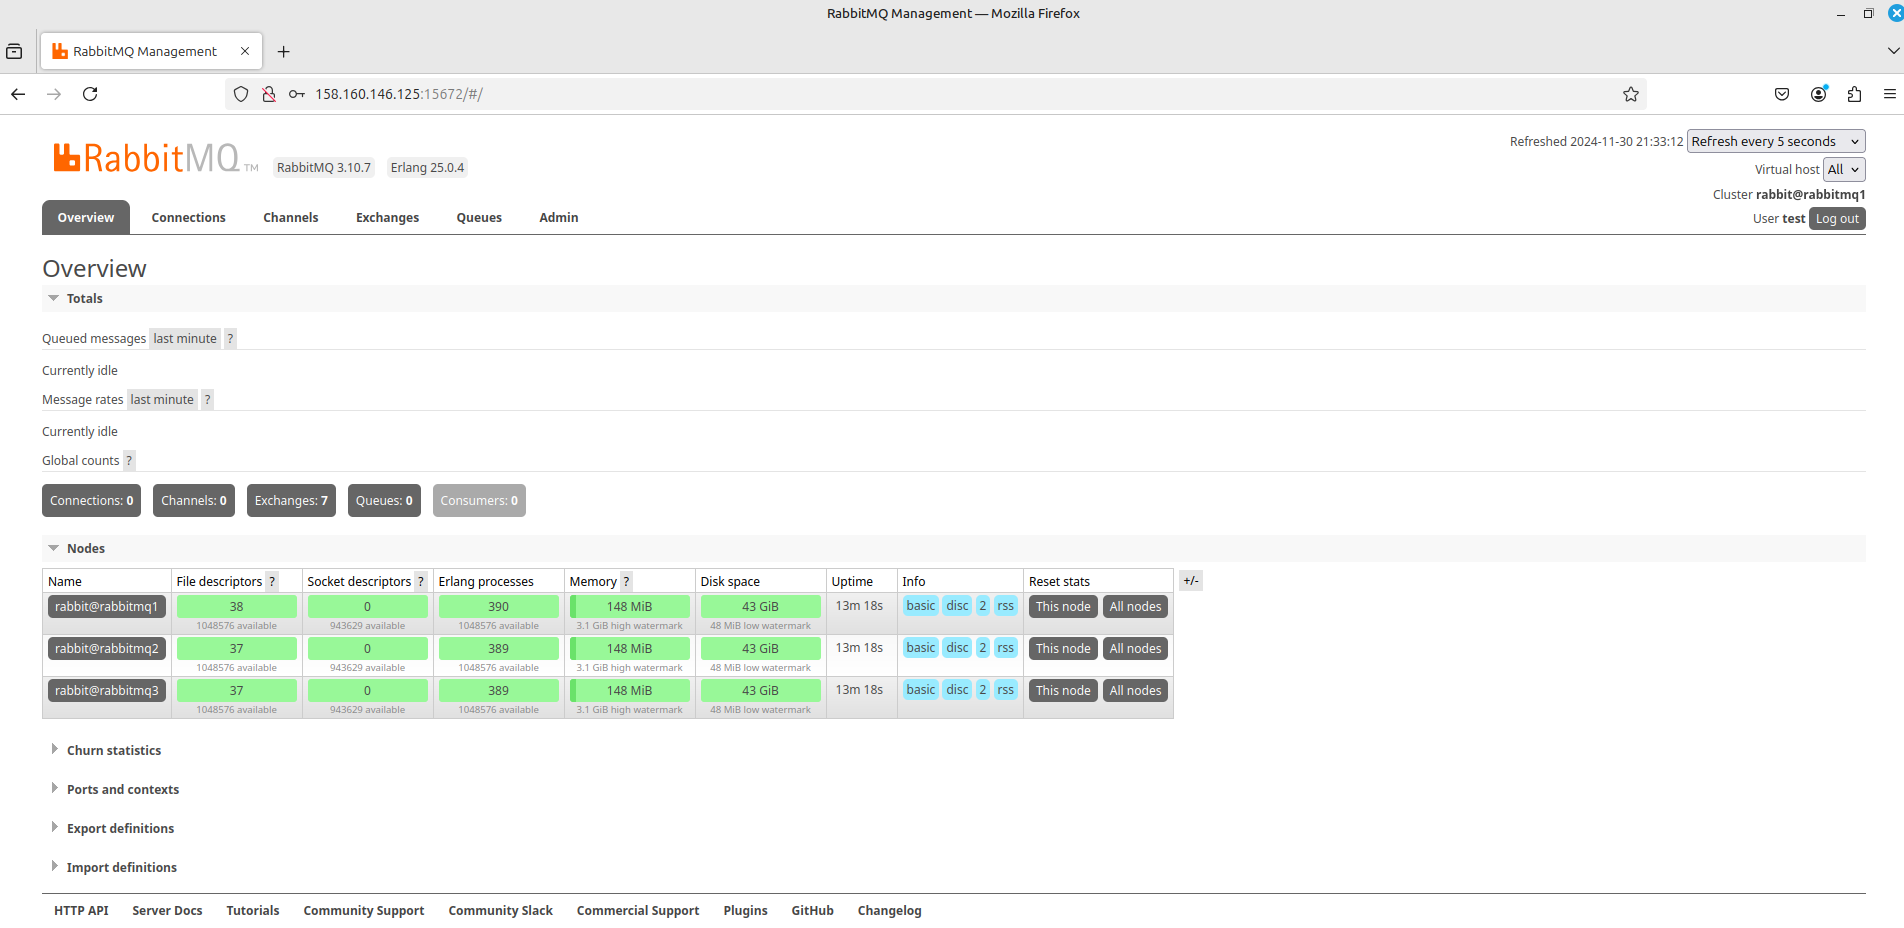 RabbitMQ Management — Mozilla Firefox
RabbitMQ Management
158.160.146.125:15672/#/
RabbitMQ TM RabbitMQ 3.10.7 Erlang 25.0.4
Refreshed 2024-11-30 21:33:12 Refresh every 5 seconds
Virtual host All
Cluster rabbit@rabbitmq1
User test Log out
Overview Connections Channels Exchanges Queues Admin
Overview
Totals
Queued messages last minute ?
Currently idle
Message rates last minute ?
Currently idle
Global counts ?
Connections: 0 Channels: 0 Exchanges: 7 Queues: 0 Consumers: 0
Nodes
Name File descriptors ? Socket descriptors ? Erlang processes Memory ? Disk space Uptime Info Reset stats +/-
rabbit@rabbitmq1 38 0 390 148 MiB 43 GiB 13m 18s basic disc 2 rss This node All nodes
1048576 available 943629 available 1048576 available 3.1 GiB high watermark 48 MiB low watermark
rabbit@rabbitmq2 37 0 389 148 MiB 43 GiB 13m 18s basic disc 2 rss This node All nodes
1048576 available 943629 available 1048576 available 3.1 GiB high watermark 48 MiB low watermark
rabbit@rabbitmq3 37 0 389 148 MiB 43 GiB 13m 18s basic disc 2 rss This node All nodes
1048576 available 943629 available 1048576 available 3.1 GiB high watermark 48 MiB low watermark
Churn statistics
Ports and contexts
Export definitions
Import definitions
HTTP API Server Docs Tutorials Community Support Community Slack Commercial Support Plugins GitHub Changelog